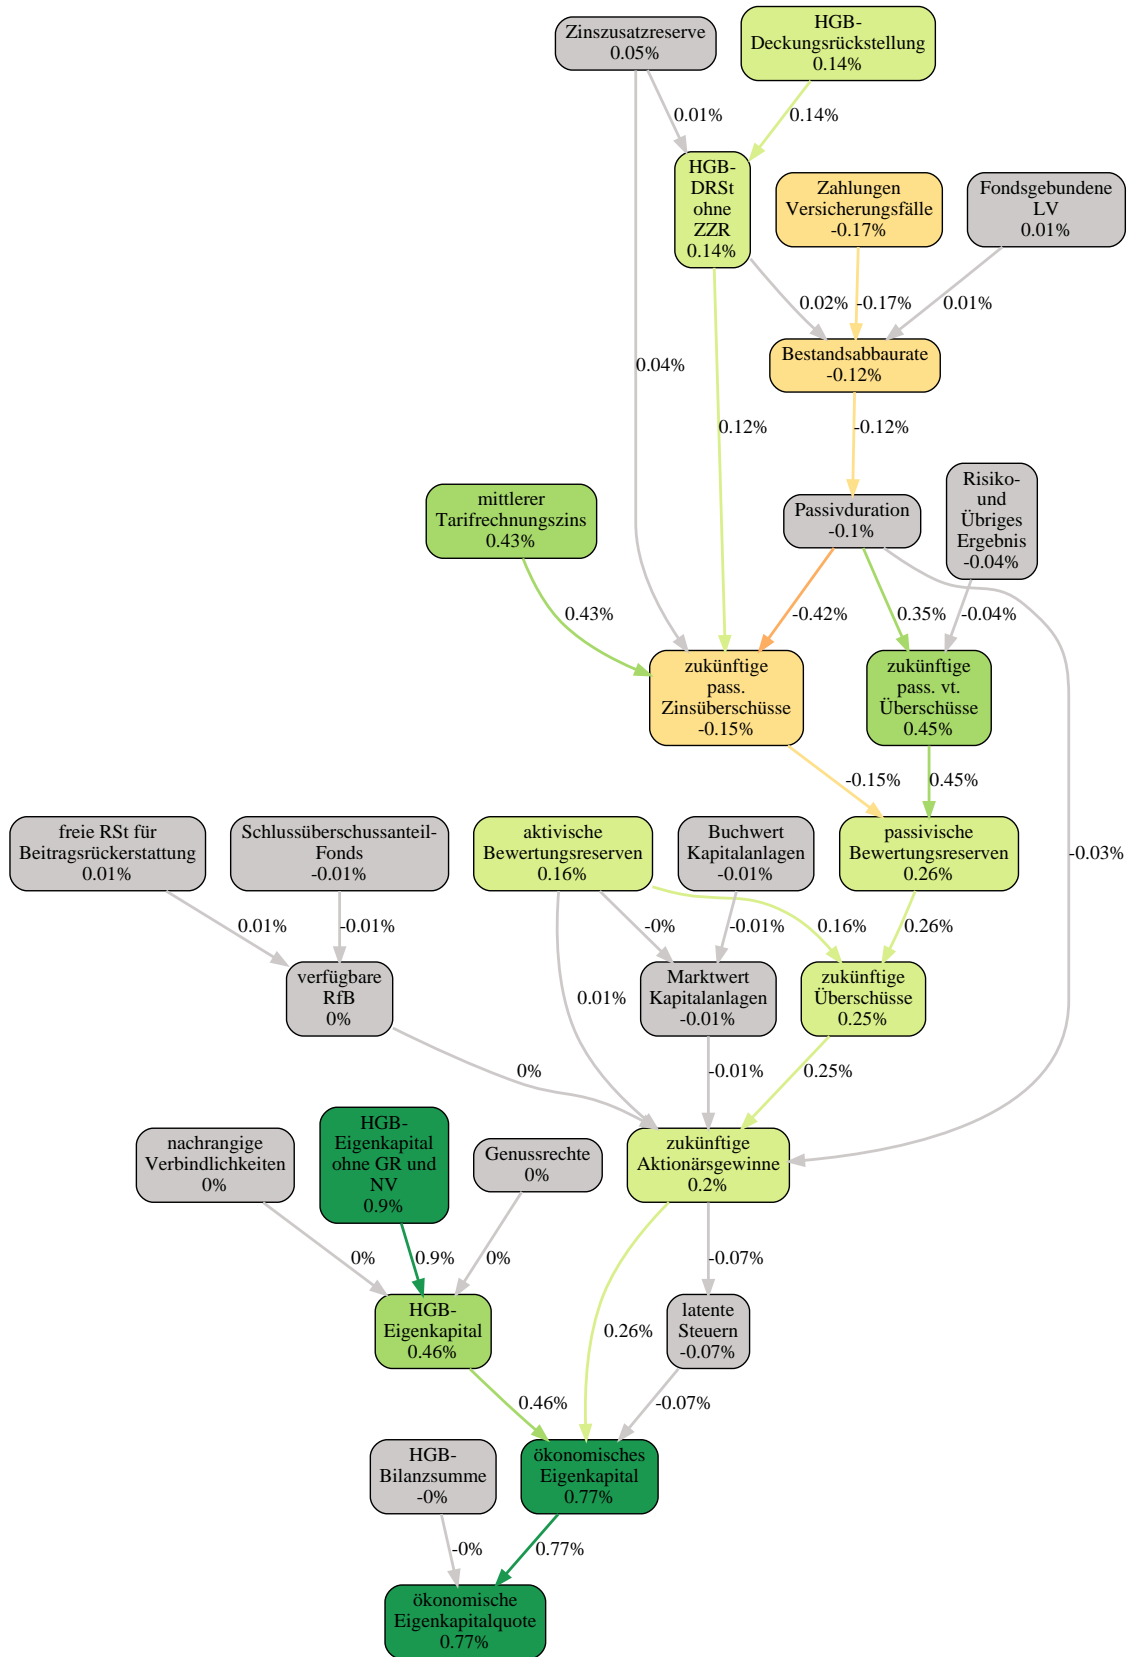 Zinszusatzreserve
0.05%
HGB-
Deckungsrückstellung
0.14%
0.01%
0.14%
HGB-
DRSt
ohne
ZZR
0.14%
Zahlungen
Versicherungsfälle
-0.17%
Fondsgebundene
LV
0.01%
0.02%
-0.17%
0.01%
Bestandsabbaurate
-0.12%
0.04%
0.12%
-0.12%
mittlerer
Tarifrechnungszins
0.43%
Passivduration
-0.1%
Risiko-
und
Übriges
Ergebnis
-0.04%
0.43%
-0.42%
0.35%
-0.04%
zukünftige
pass.
Zinsüberschüsse
-0.15%
zukünftige
pass. vt.
Überschüsse
0.45%
-0.15%
0.45%
freie RSt für
Beitragsrückerstattung
0.01%
Schlussüberschussanteil-
Fonds
-0.01%
aktivische
Bewertungsreserven
0.16%
Buchwert
Kapitalanlagen
-0.01%
passivische
Bewertungsreserven
0.26%
-0.03%
0.01%
-0.01%
-0%
-0.01%
0.16%
0.26%
verfügbare
RfB
0%
0.01%
Marktwert
Kapitalanlagen
-0.01%
zukünftige
Überschüsse
0.25%
0%
-0.01%
0.25%
nachrangige
Verbindlichkeiten
0%
HGB-
Eigenkapital
ohne GR und
NV
0.9%
Genussrechte
0%
zukünftige
Aktionärsgewinne
0.2%
0%
0.9%
0%
-0.07%
HGB-
Eigenkapital
0.46%
0.26%
latente
Steuern
-0.07%
0.46%
-0.07%
HGB-
Bilanzsumme
-0%
ökonomisches
Eigenkapital
0.77%
-0%
0.77%
ökonomische
Eigenkapitalquote
0.77%